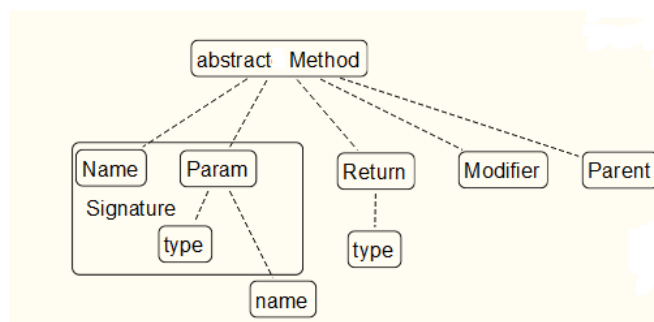 abstract Method
Name Param Return Modifier Parent
Signature
type type
name